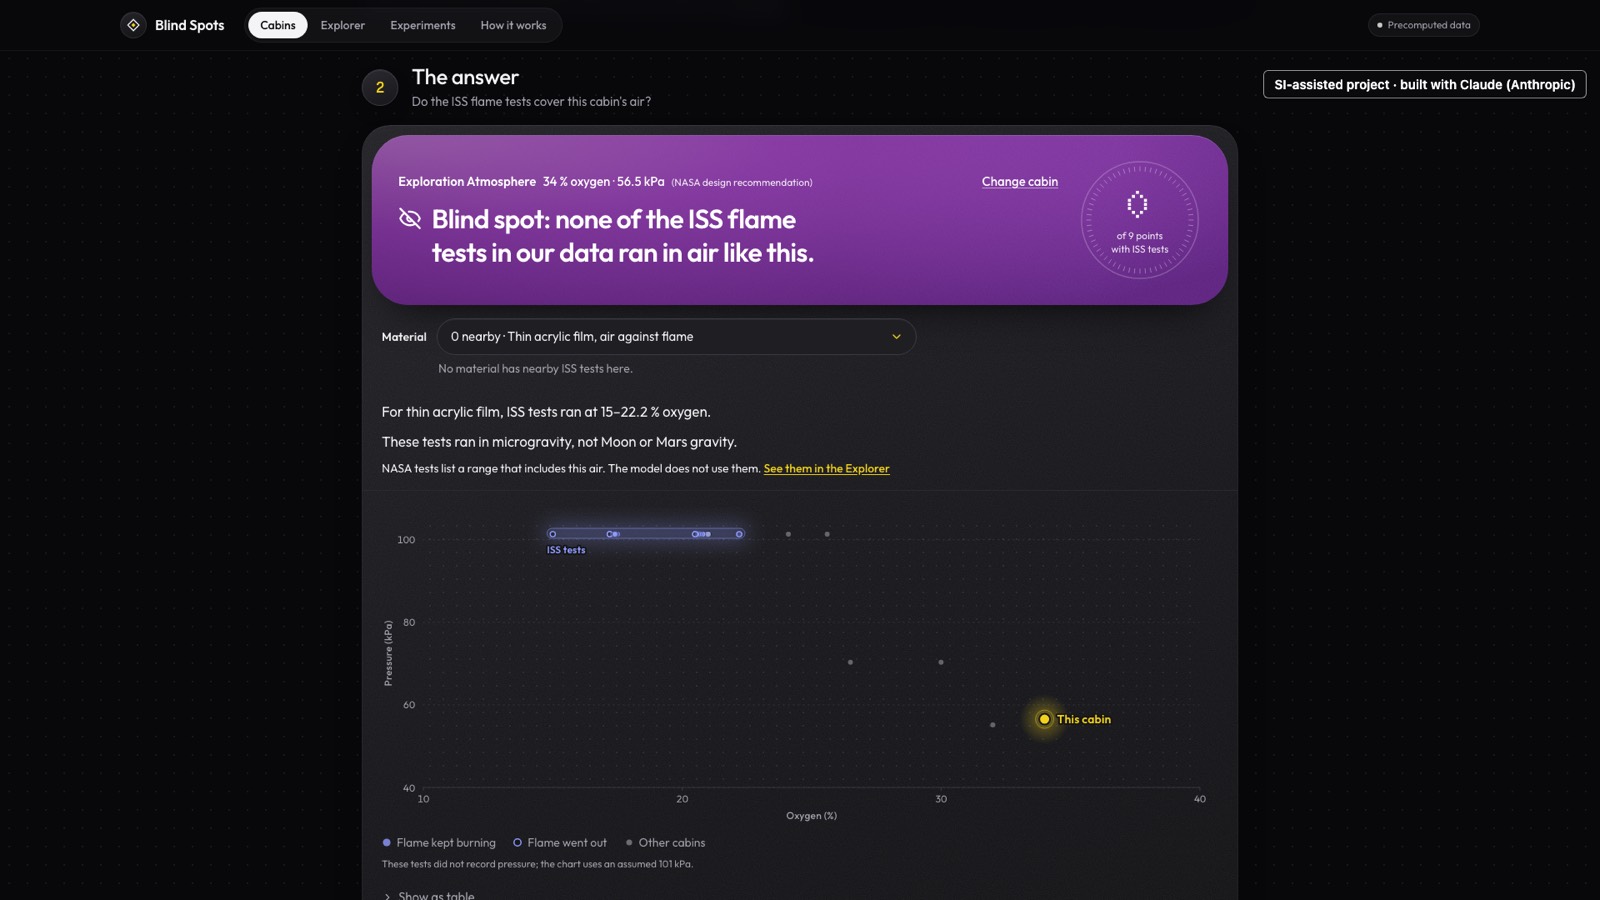 Blind Spots
Cabins
Explorer
Experiments
How it works
Precomputed data
2
The answer
Do the ISS flame tests cover this cabin's air?
SI-assisted project · built with Claude (Anthropic)
Exploration Atmosphere 34 % oxygen · 56.5 kPa (NASA design recommendation)
Change cabin
Blind spot: none of the ISS flame
tests in our data ran in air like this.
0
of 9 points
with ISS tests
Material
0 nearby · Thin acrylic film, air against flame
No material has nearby ISS tests here.
For thin acrylic film, ISS tests ran at 15–22.2 % oxygen.
These tests ran in microgravity, not Moon or Mars gravity.
NASA tests list a range that includes this air. The model does not use them. See them in the Explorer
100
ISS tests
80
Pressure (kPa)
60
This cabin
40
10
20
30
40
Oxygen (%)
Flame kept burning
Flame went out
Other cabins
These tests did not record pressure; the chart uses an assumed 101 kPa.
Show as table